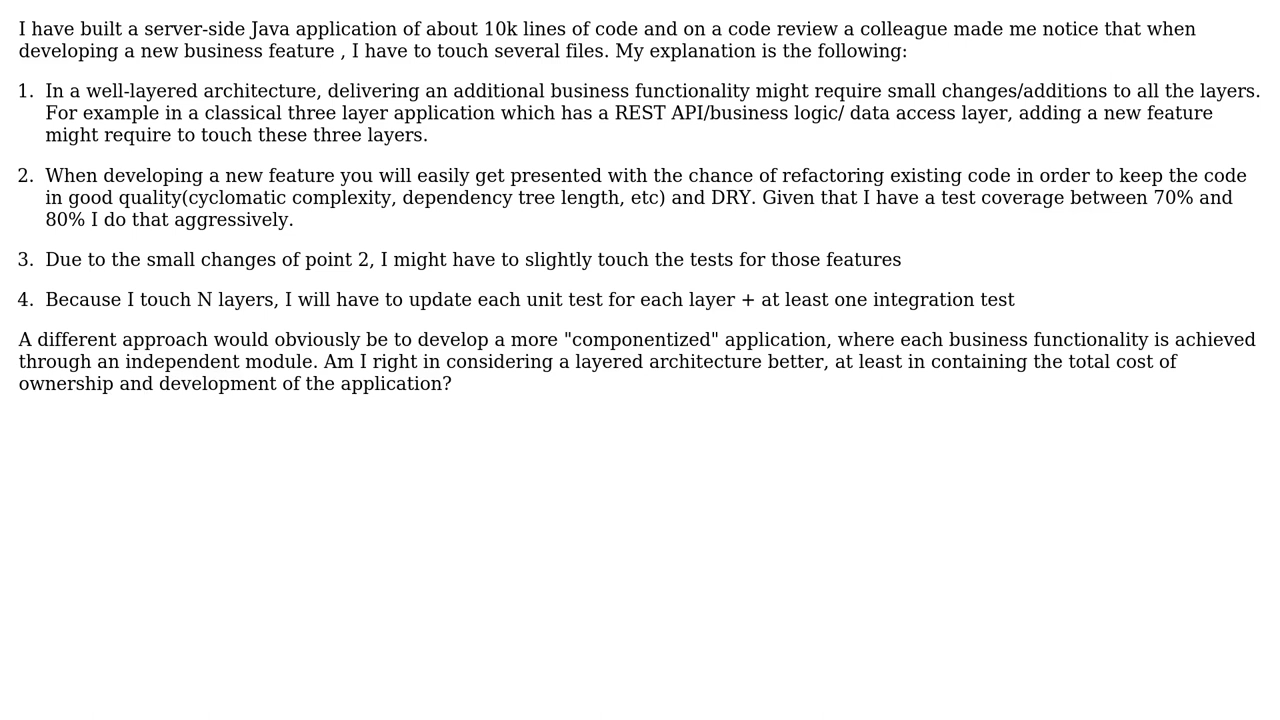 I have built a server-side Java application of about 10k lines of code and on a code review a colleague made me notice that when
developing a new business feature , I have to touch several files. My explanation is the following:
1. In a well-layered architecture, delivering an additional business functionality might require small changes/additions to all the layers.
For example in a classical three layer application which has a REST API/business logic/ data access layer, adding a new feature
might require to touch these three layers.
2. When developing a new feature you will easily get presented with the chance of refactoring existing code in order to keep the code
in good quality(cyclomatic complexity, dependency tree length, etc) and DRY. Given that I have a test coverage between 70% and
80% I do that aggressively.
3. Due to the small changes of point 2, I might have to slightly touch the tests for those features
4. Because I touch N layers, I will have to update each unit test for each layer + at least one integration test
A different approach would obviously be to develop a more "componentized" application, where each business functionality is achieved
through an independent module. Am I right in considering a layered architecture better, at least in containing the total cost of
ownership and development of the application?